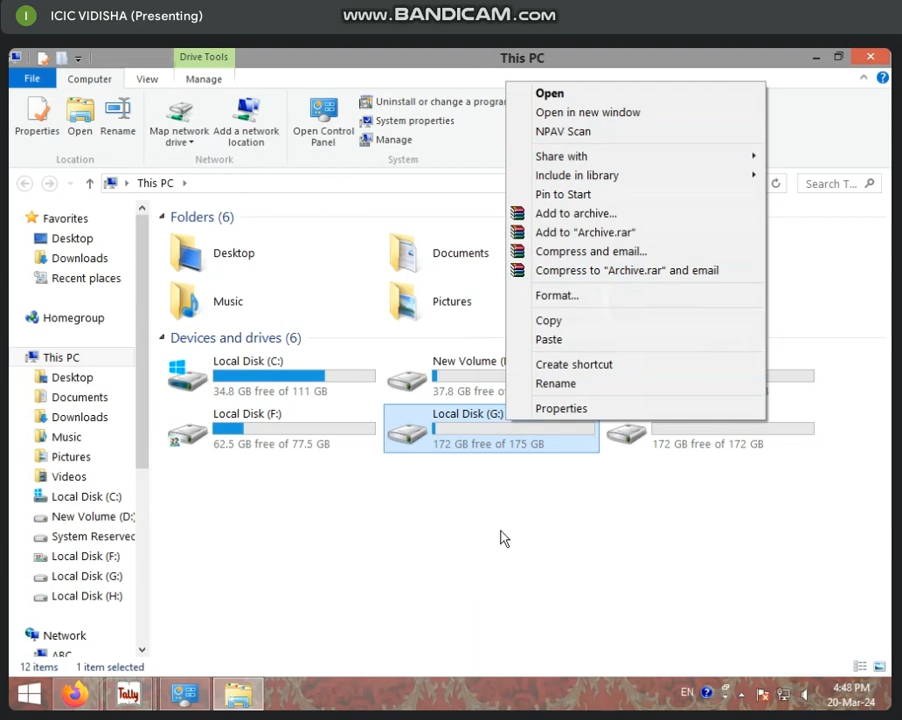 I
ICIC VIDISHA (Presenting)
www.BANDICAM.com
Drive Tools
This PC
File
Computer
View
Manage
Properties
Open
Rename
Location
Map network
drive
Add a network
location
Network
Open Control
Panel
Uninstall or change a program
System properties
Manage
System
This PC
Search T...
Favorites
Desktop
Downloads
Recent places
Homegroup
This PC
Desktop
Documents
Downloads
Music
Pictures
Videos
Local Disk (C:)
New Volume (D:)
System Reserved
Local Disk (F:)
Local Disk (G:)
Local Disk (H:)
Network
ABC
Folders (6)
Desktop
Documents
Music
Pictures
Devices and drives (6)
Local Disk (C:)
34.8 GB free of 111 GB
New Volume (
37.8 GB free of
Local Disk (F:)
62.5 GB free of 77.5 GB
Local Disk (G:)
172 GB free of 175 GB
172 GB free of 172 GB
Open
Open in new window
NPAV Scan
Share with
Include in library
Pin to Start
Add to archive...
Add to "Archive.rar"
Compress and email...
Compress to "Archive.rar" and email
Format...
Copy
Paste
Create shortcut
Rename
Properties
12 items
1 item selected
Tally
EN
4:48 PM
20-Mar-24